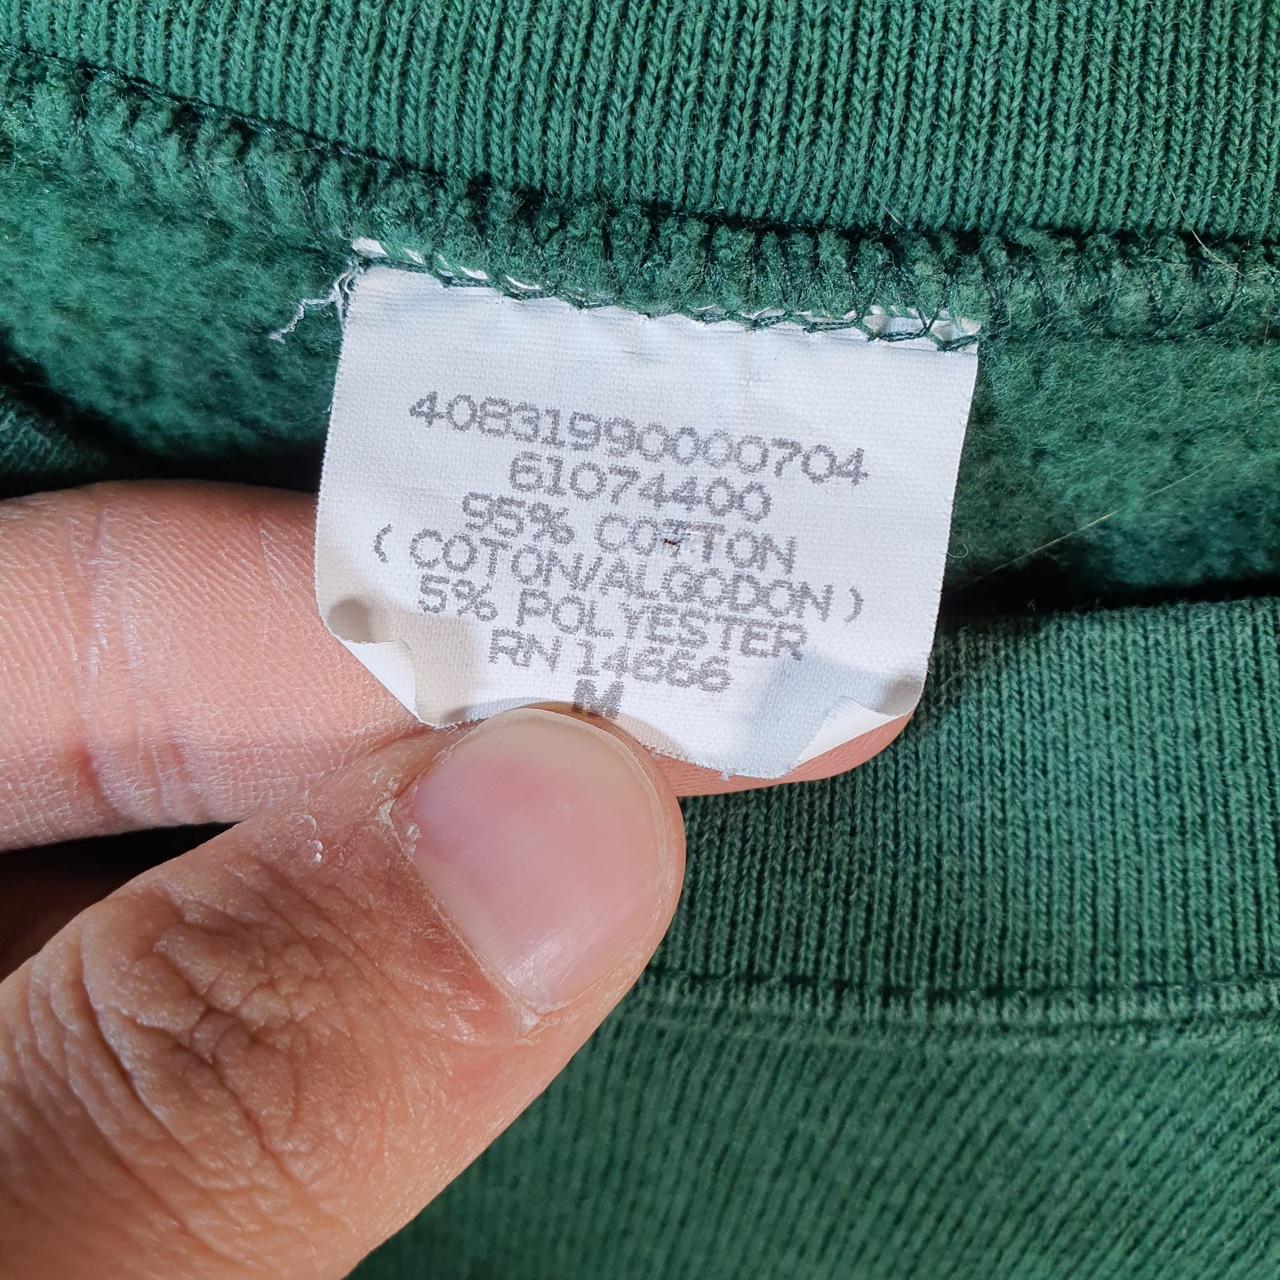 40831990000704
61074400
95% COTTON
( COTON/ALGODON )
5% POLYESTER
RN 14666
M